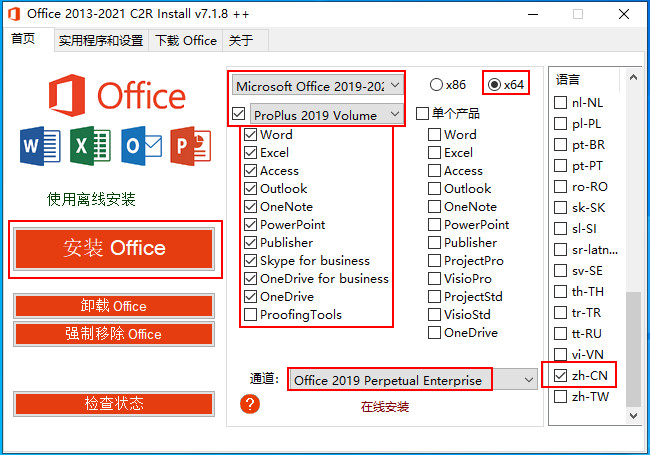 Office 2013-2021 C2R Install v7.1.8 ++
首页
实用程序和设置
下载 Office
关于
Office
使用离线安装
安装 Office
卸载 Office
强制移除 Office
检查状态
Microsoft Office 2019-202
x86
x64
ProPlus 2019 Volume
单个产品
Word
Excel
Access
Outlook
OneNote
PowerPoint
Publisher
Skype for business
OneDrive for business
OneDrive
ProofingTools
Word
Excel
Access
Outlook
OneNote
PowerPoint
Publisher
ProjectPro
VisioPro
ProjectStd
VisioStd
OneDrive
通道:
Office 2019 Perpetual Enterprise
在线安装
语言
nl-NL
pl-PL
pt-BR
pt-PT
ro-RO
sk-SK
sl-SI
sr-latn...
sv-SE
th-TH
tr-TR
tt-RU
vi-VN
zh-CN
zh-TW